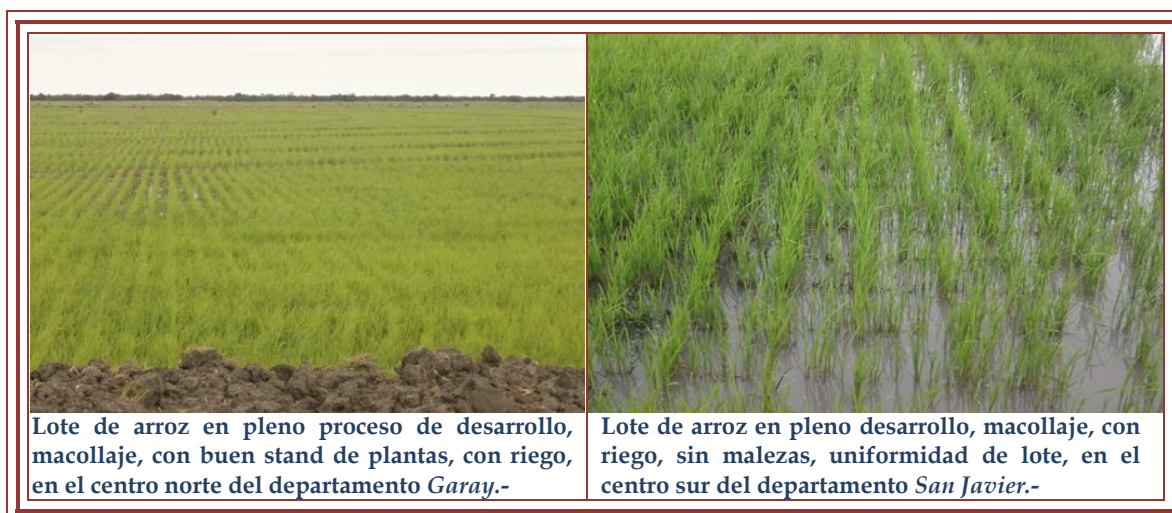 Lote de arroz en pleno proceso de desarrollo,
macollaje, con buen stand de plantas, con riego,
en el centro norte del departamento Garay.-
Lote de arroz en pleno desarrollo, macollaje, con
riego, sin malezas, uniformidad de lote, en el
centro sur del departamento San Javier.-